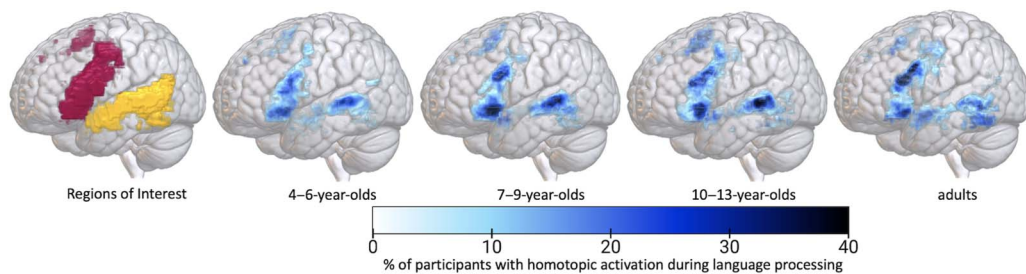 Regions of Interest
4–6-year-olds
7–9-year-olds
10–13-year-olds
adults
0 10 20 30 40
% of participants with homotopic activation during language processing